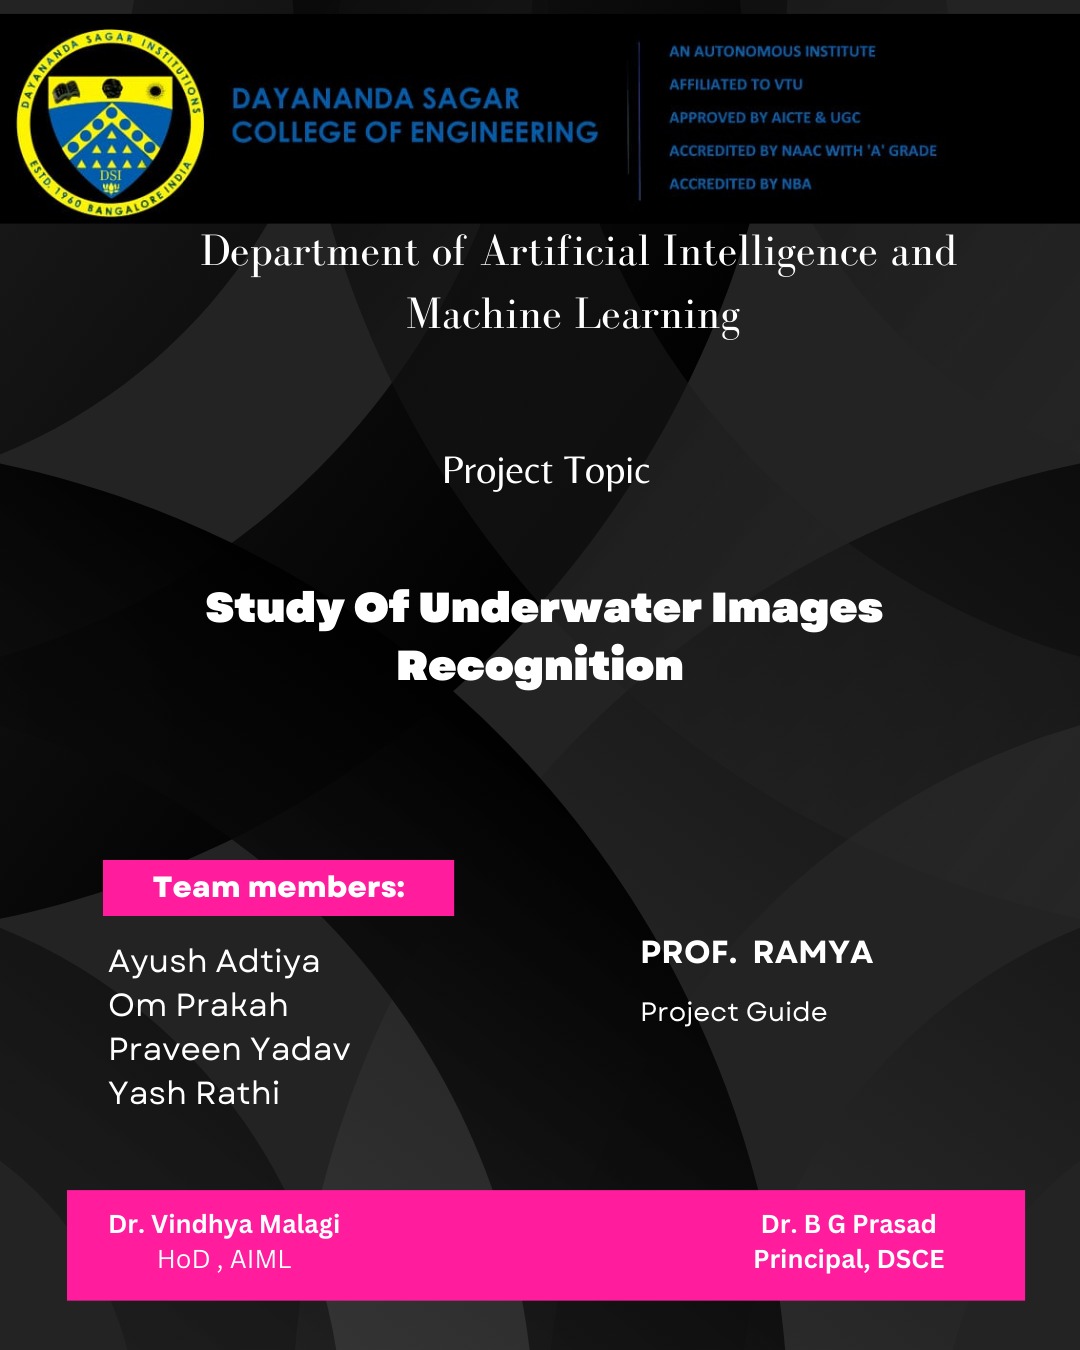 DAYANANDA SAGAR INSTITUTIONS
DSI
ESTD. 1960 BANGALORE INDIA
DAYANANDA SAGAR
COLLEGE OF ENGINEERING
AN AUTONOMOUS INSTITUTE
AFFILIATED TO VTU
APPROVED BY AICTE & UGC
ACCREDITED BY NAAC WITH 'A' GRADE
ACCREDITED BY NBA
Department of Artificial Intelligence and
Machine Learning
Project Topic
Study Of Underwater Images
Recognition
Team members:
Ayush Adtiya
Om Prakah
Praveen Yadav
Yash Rathi
PROF. RAMYA
Project Guide
Dr. Vindhya Malagi
HoD , AIML
Dr. B G Prasad
Principal, DSCE